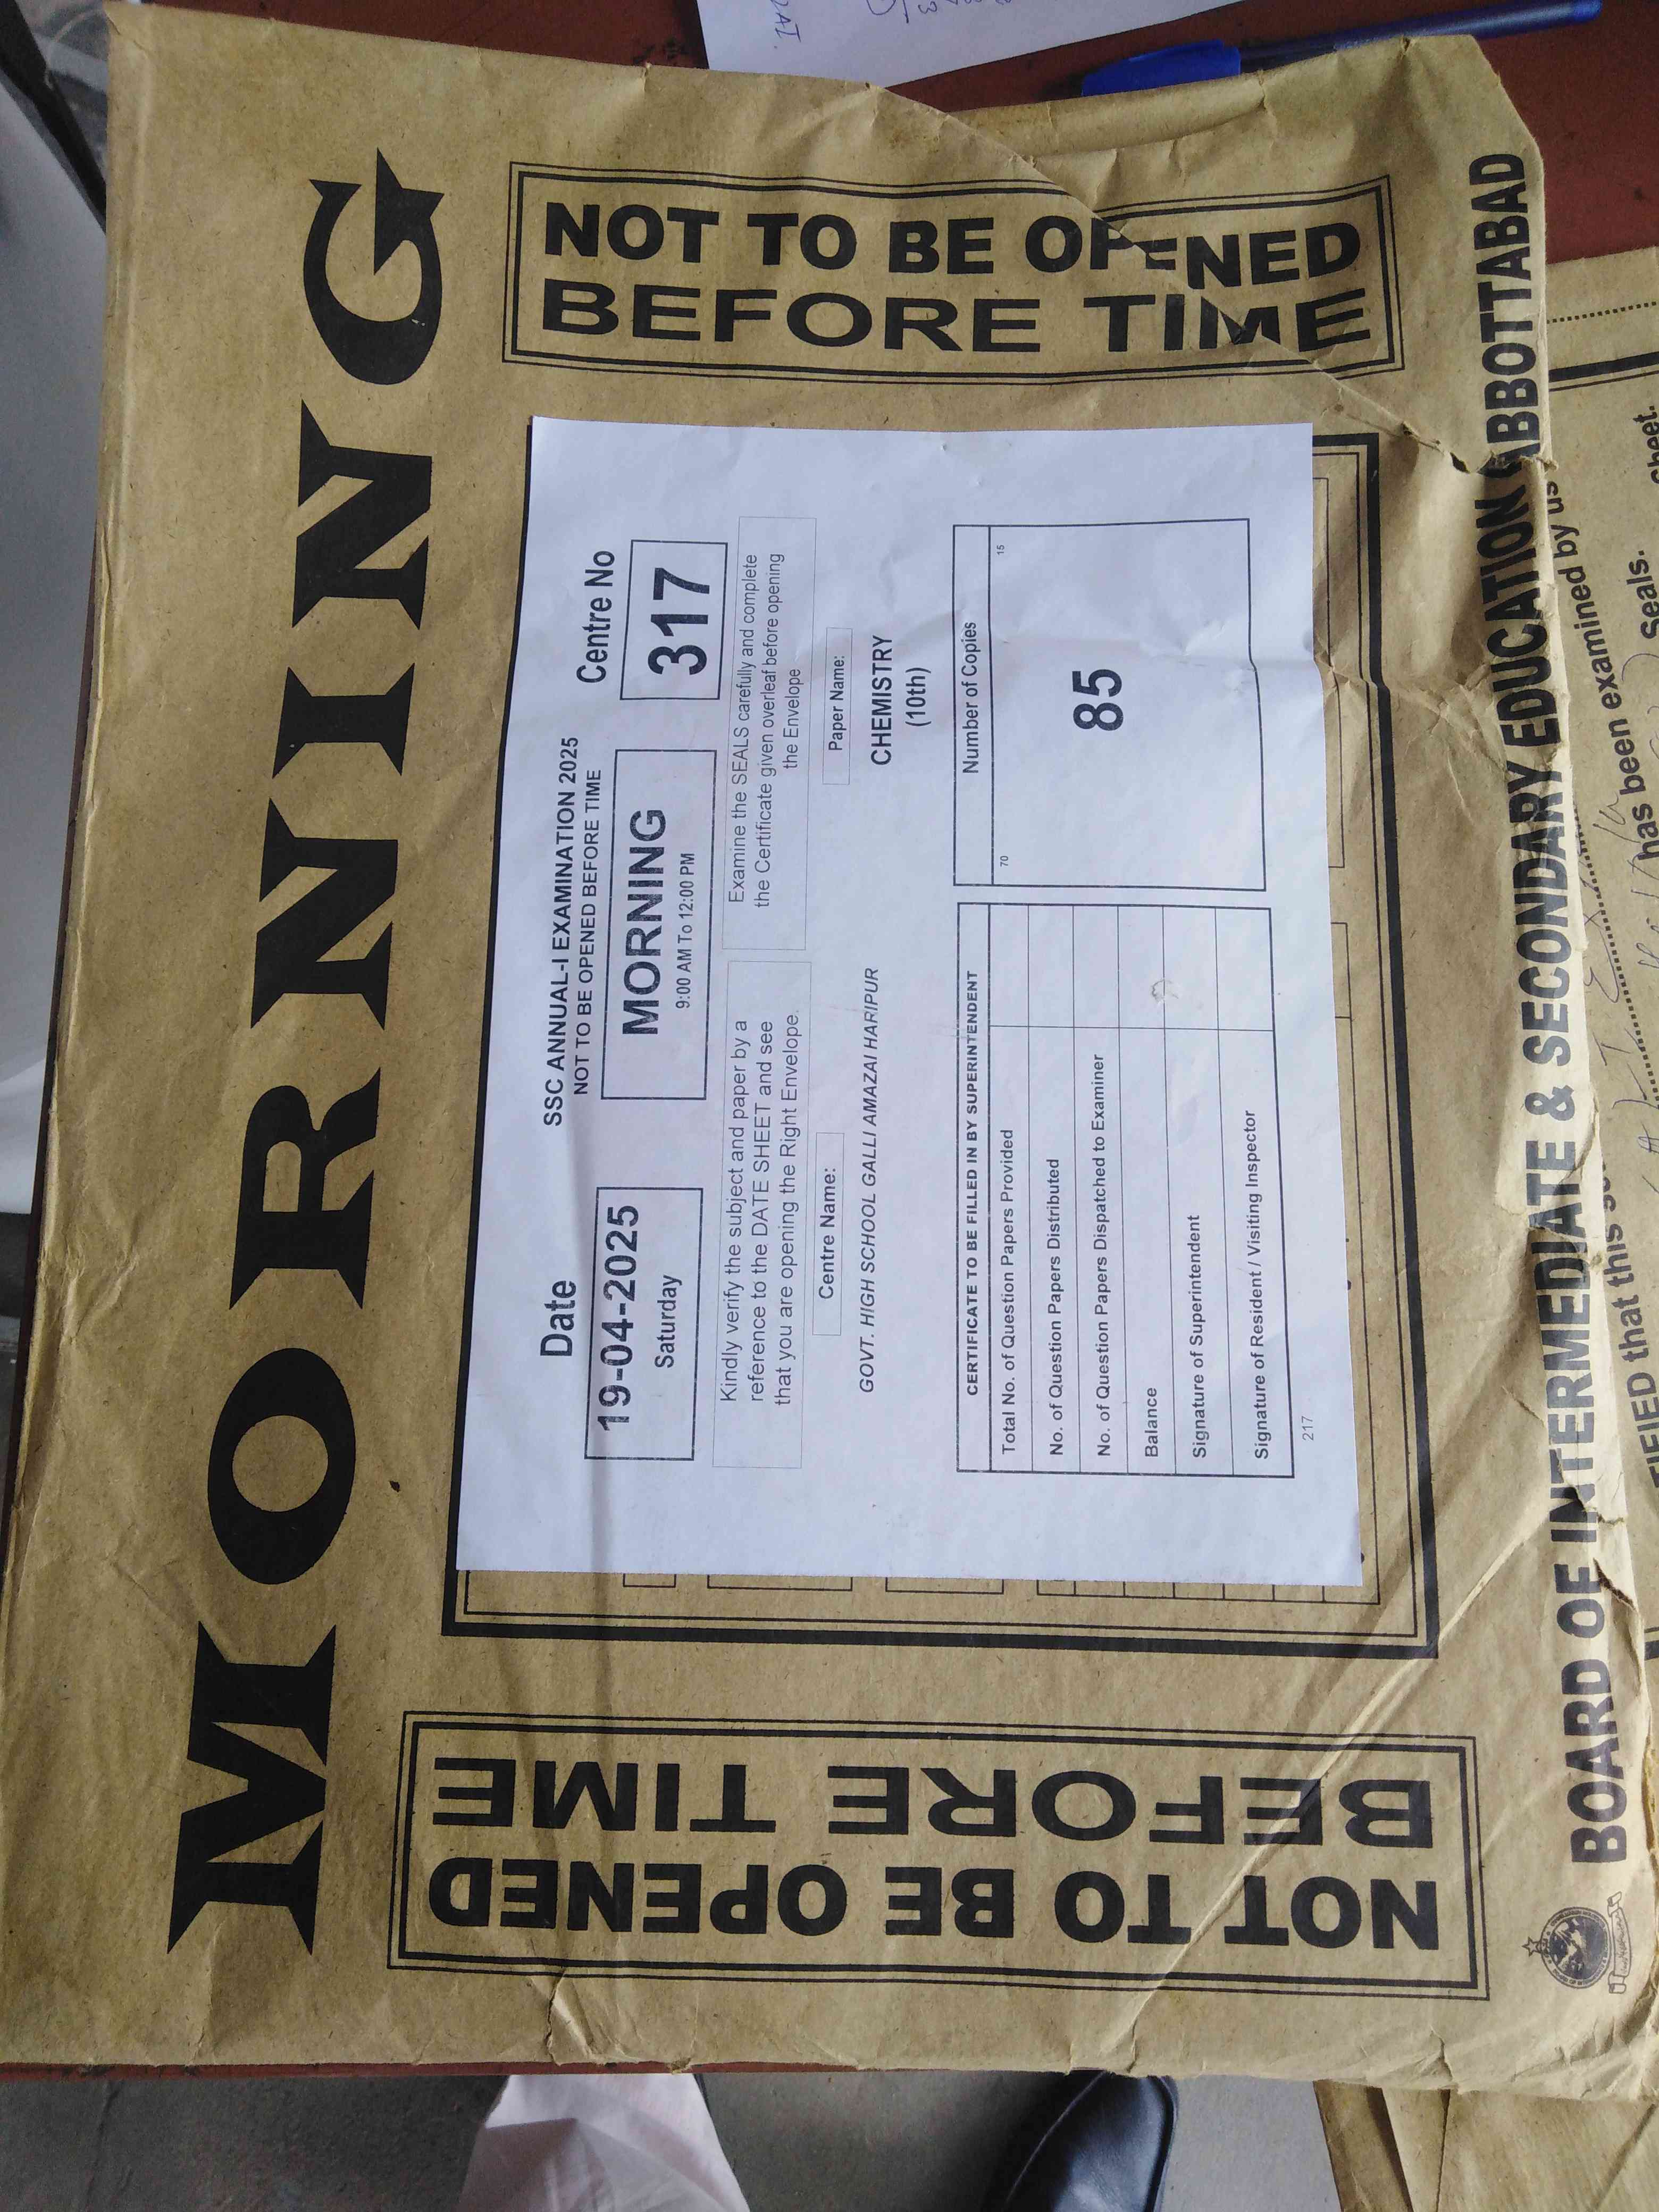 MORNING
NOT TO BE OPENED
BEFORE TIME
NOT TO BE OPENED
BEFORE TIME
Date
19-04-2025
Saturday
SSC ANNUAL-I EXAMINATION 2025
NOT TO BE OPENED BEFORE TIME
MORNING
9:00 AM To 12:00 PM
Centre No
317
Kindly verify the subject and paper by a
reference to the DATE SHEET and see
that you are opening the Right Envelope.
Examine the SEALS carefully and complete
the Certificate given overleaf before opening
the Envelope
Centre Name:
GOVT. HIGH SCHOOL GALLI AMAZAI HARIPUR
Paper Name:
CHEMISTRY
(10th)
CERTIFICATE TO BE FILLED IN BY SUPERINTENDENT
Total No. of Question Papers Provided
No. of Question Papers Distributed
No. of Question Papers Dispatched to Examiner
Balance
Signature of Superintendent
Signature of Resident / Visiting Inspector
217
Number of Copies
70 15
85
BOARD OF INTERMEDIATE & SECONDARY EDUCATION ABBOTTABAD
that this
has been examined by us
Seals.
sheet.